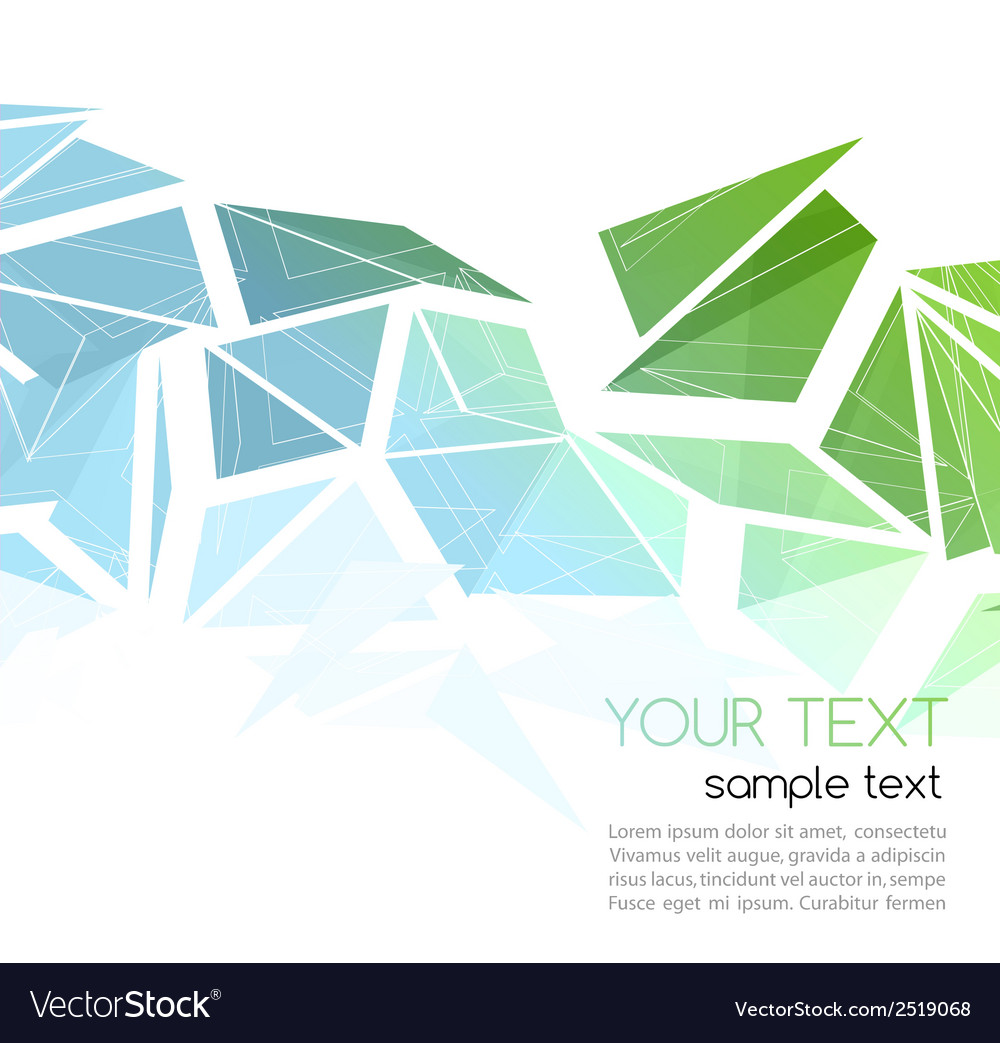 YOUR TEXT
sample text
Lorem ipsum dolor sit amet, consectetu
Vivamus velit augue, gravida a adipiscin
risus lacus, tincidunt vel auctor in, sempe
Fusce eget mi ipsum. Curabitur fermen
VectorStock®
VectorStock.com/2519068